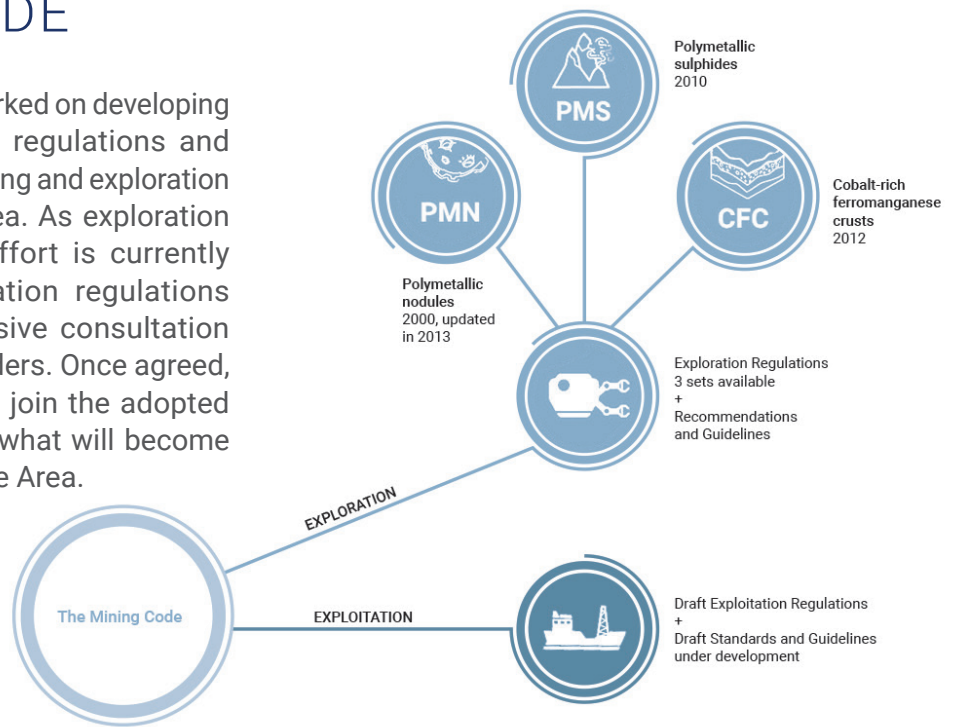 DE
rked on developing
regulations and
ing and exploration
ea. As exploration
ffort is currently
ation regulations
sive consultation
lers. Once agreed,
join the adopted
what will become
e Area.
PMS
Polymetallic
sulphides
2010
PMN
Polymetallic
nodules
2000, updated
in 2013
CFC
Cobalt-rich
ferromanganese
crusts
2012
Exploration Regulations
3 sets available
+
Recommendations
and Guidelines
EXPLORATION
The Mining Code
EXPLOITATION
Draft Exploitation Regulations
+
Draft Standards and Guidelines
under development